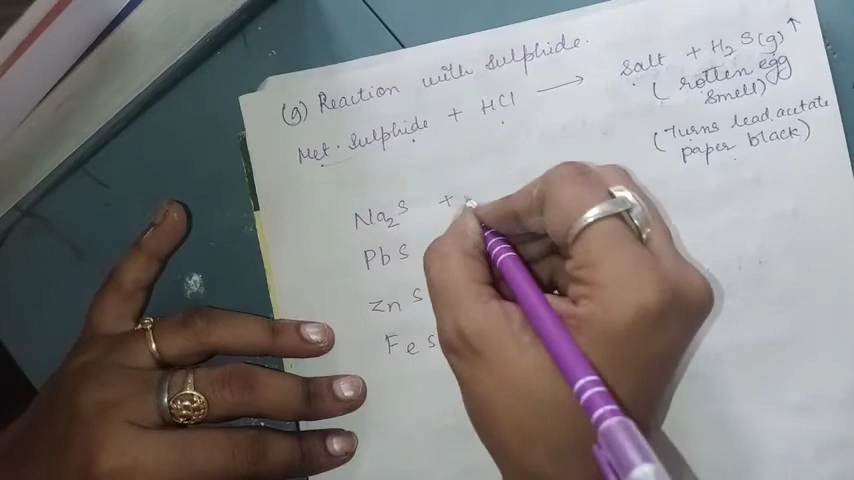 (g) Reaction with sulphide.
Met. sulphide + HCl ⟶ salt + H₂S(g)↑
(rotten egg
smell)
(Turns lead acetate
paper black)
Na₂S +
PbS
ZnS
FeS